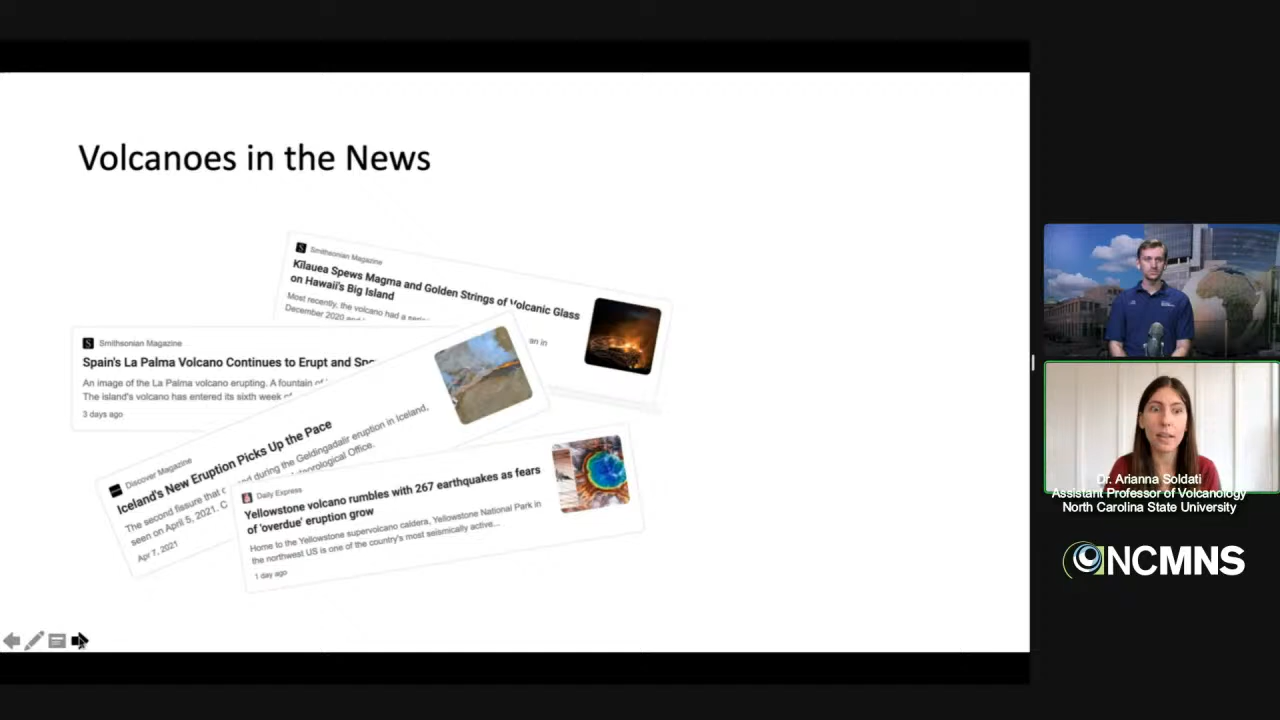 Volcanoes in the News
Smithsonian Magazine
Kīlauea Spews Magma and Golden Strings of Volcanic Glass
on Hawaii's Big Island
Most recently, the volcano had a
December 2020 and
an in
Smithsonian Magazine
Spain's La Palma Volcano Continues to Erupt and
An image of the La Palma volcano erupting. A fountain of
The island's volcano has entered its sixth week of
3 days ago
Discover Magazine
Iceland's New Eruption Picks Up the Pace
The second fissure that during the Geldingadalir eruption in Iceland,
seen on April 5, 2021. Office.
Apr 7, 2021
Daily Express
Yellowstone volcano rumbles with 267 earthquakes as fears
of 'overdue' eruption grow
Home to the Yellowstone supervolcano caldera, Yellowstone National Park in
the northwest US is one of the country's most seismically active...
1 day ago
Dr. Arianna Soldati
Assistant Professor of Volcanology
North Carolina State University
NCMNS